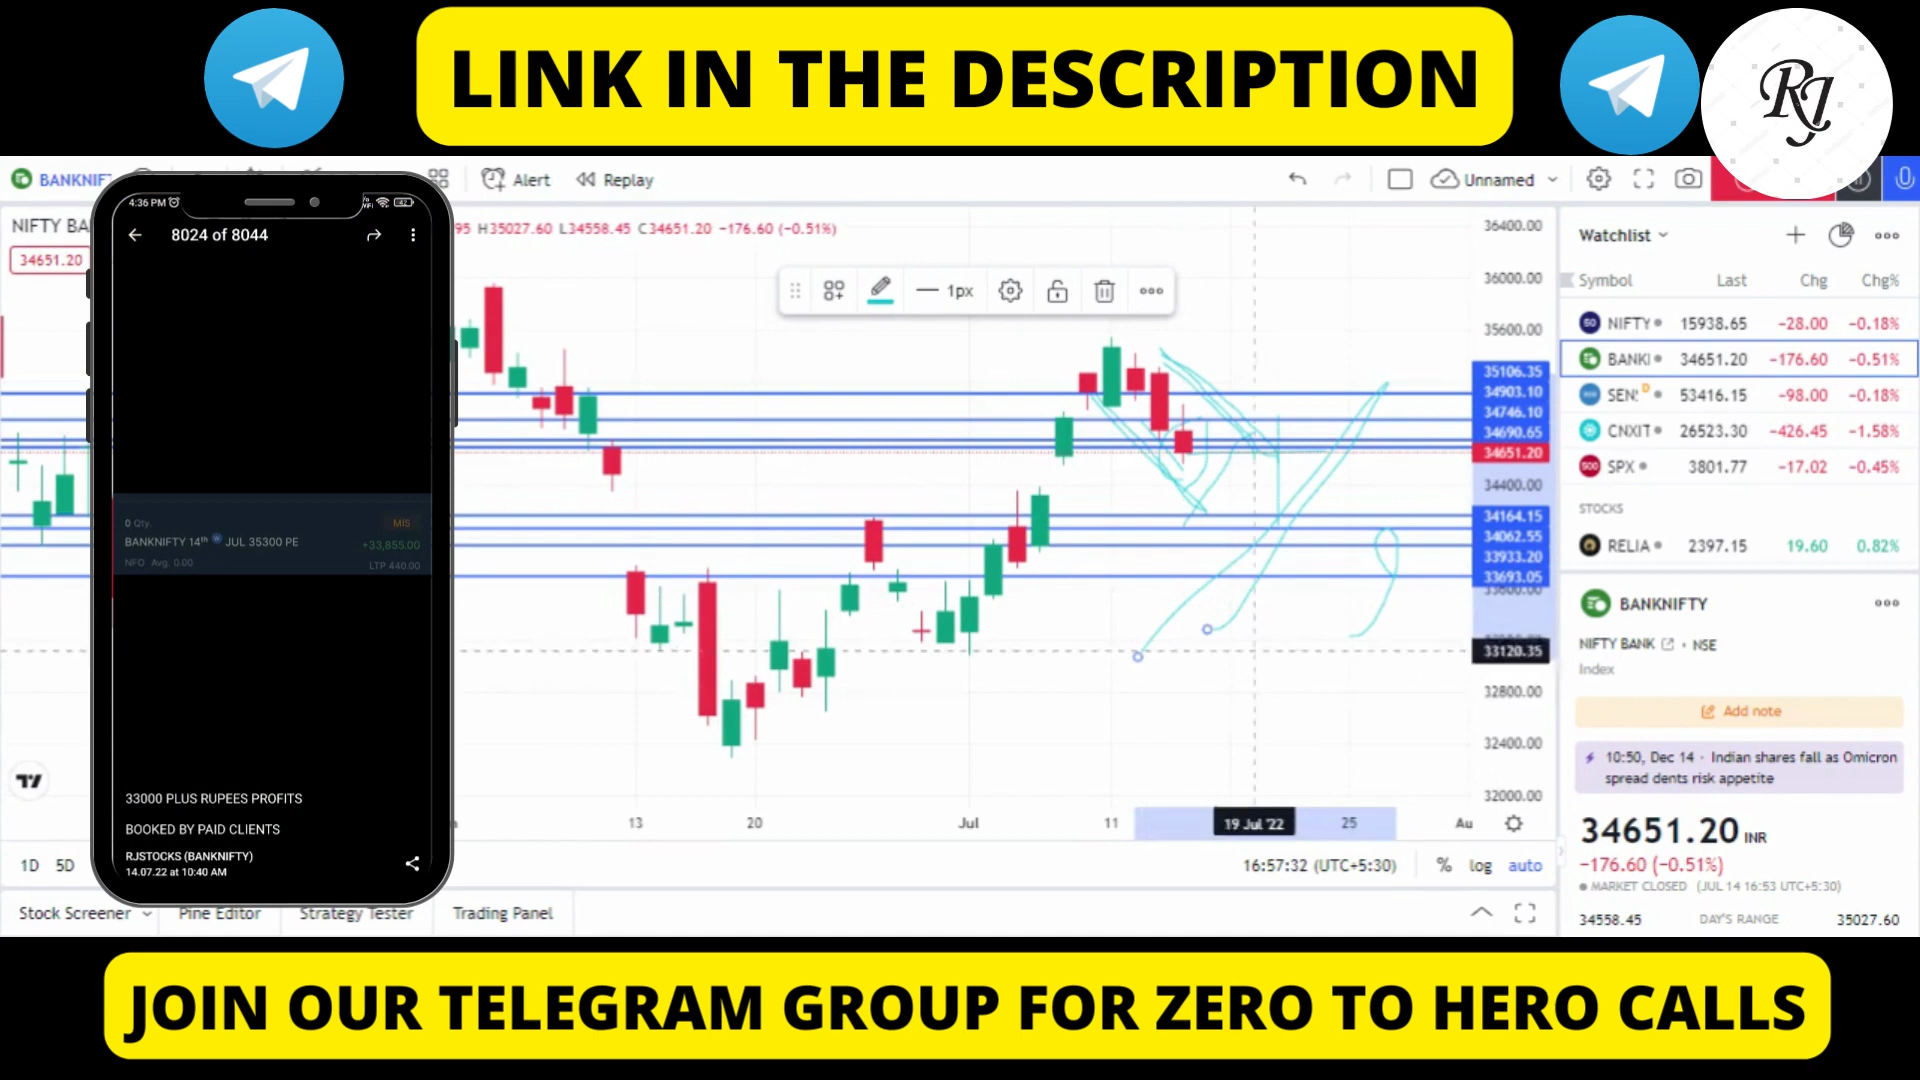 LINK IN THE DESCRIPTION
RJ
BANKNIF
Alert
Replay
Unnamed
4:36 PM
8024 of 8044
NIFTY BA
34651.20
95 H35027.60 L34558.45 C34651.20 −176.60 (−0.51%)
1px
0 Qty.
MIS
BANKNIFTY 14th W JUL 35300 PE
+33,855.00
NFO Avg. 0.00
LTP 440.00
33000 PLUS RUPEES PROFITS
BOOKED BY PAID CLIENTS
RJSTOCKS (BANKNIFTY)
14.07.22 at 10:40 AM
36400.00
36000.00
35600.00
35106.35
34903.10
34746.10
34690.65
34651.20
34400.00
34164.15
34062.55
33933.20
33693.05
33600.00
33120.35
32800.00
32400.00
32000.00
13
20
Jul
11
19 Jul '22
25
Au
1D 5D
16:57:32 (UTC+5:30)
% log auto
Stock Screener
Pine Editor
Strategy Tester
Trading Panel
Watchlist
Symbol Last Chg Chg%
50 NIFTY 15938.65 −28.00 −0.18%
BANKI 34651.20 −176.60 −0.51%
SEN: D 53416.15 −98.00 −0.18%
CNXIT 26523.30 −426.45 −1.58%
500 SPX 3801.77 −17.02 −0.45%
STOCKS
RELIA 2397.15 19.60 0.82%
BANKNIFTY
NIFTY BANK • NSE
Index
Add note
10:50, Dec 14 · Indian shares fall as Omicron
spread dents risk appetite
34651.20 INR
−176.60 (−0.51%)
MARKET CLOSED (JUL 14 16:53 UTC+5:30)
34558.45 DAY'S RANGE 35027.60
JOIN OUR TELEGRAM GROUP FOR ZERO TO HERO CALLS